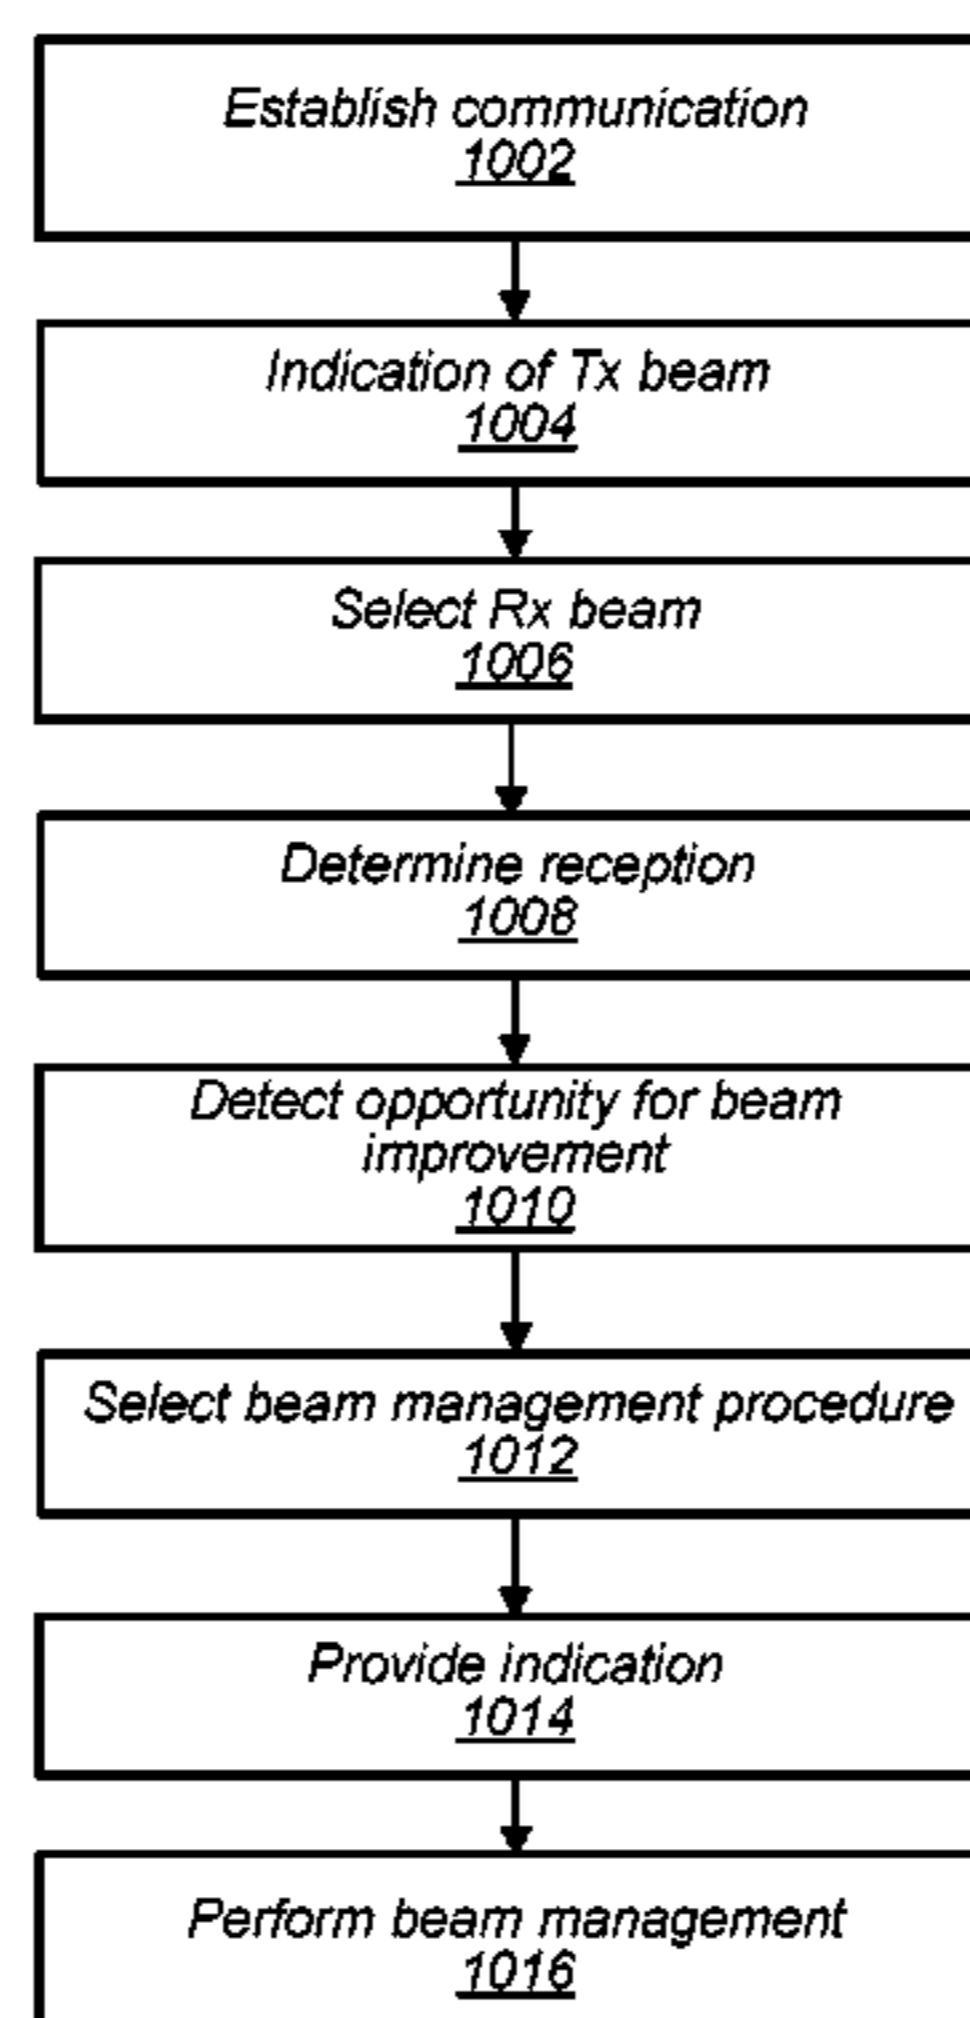 Establish communication
1002
Indication of Tx beam
1004
Select Rx beam
1006
Determine reception
1008
Detect opportunity for beam
improvement
1010
Select beam management procedure
1012
Provide indication
1014
Perform beam management
1016